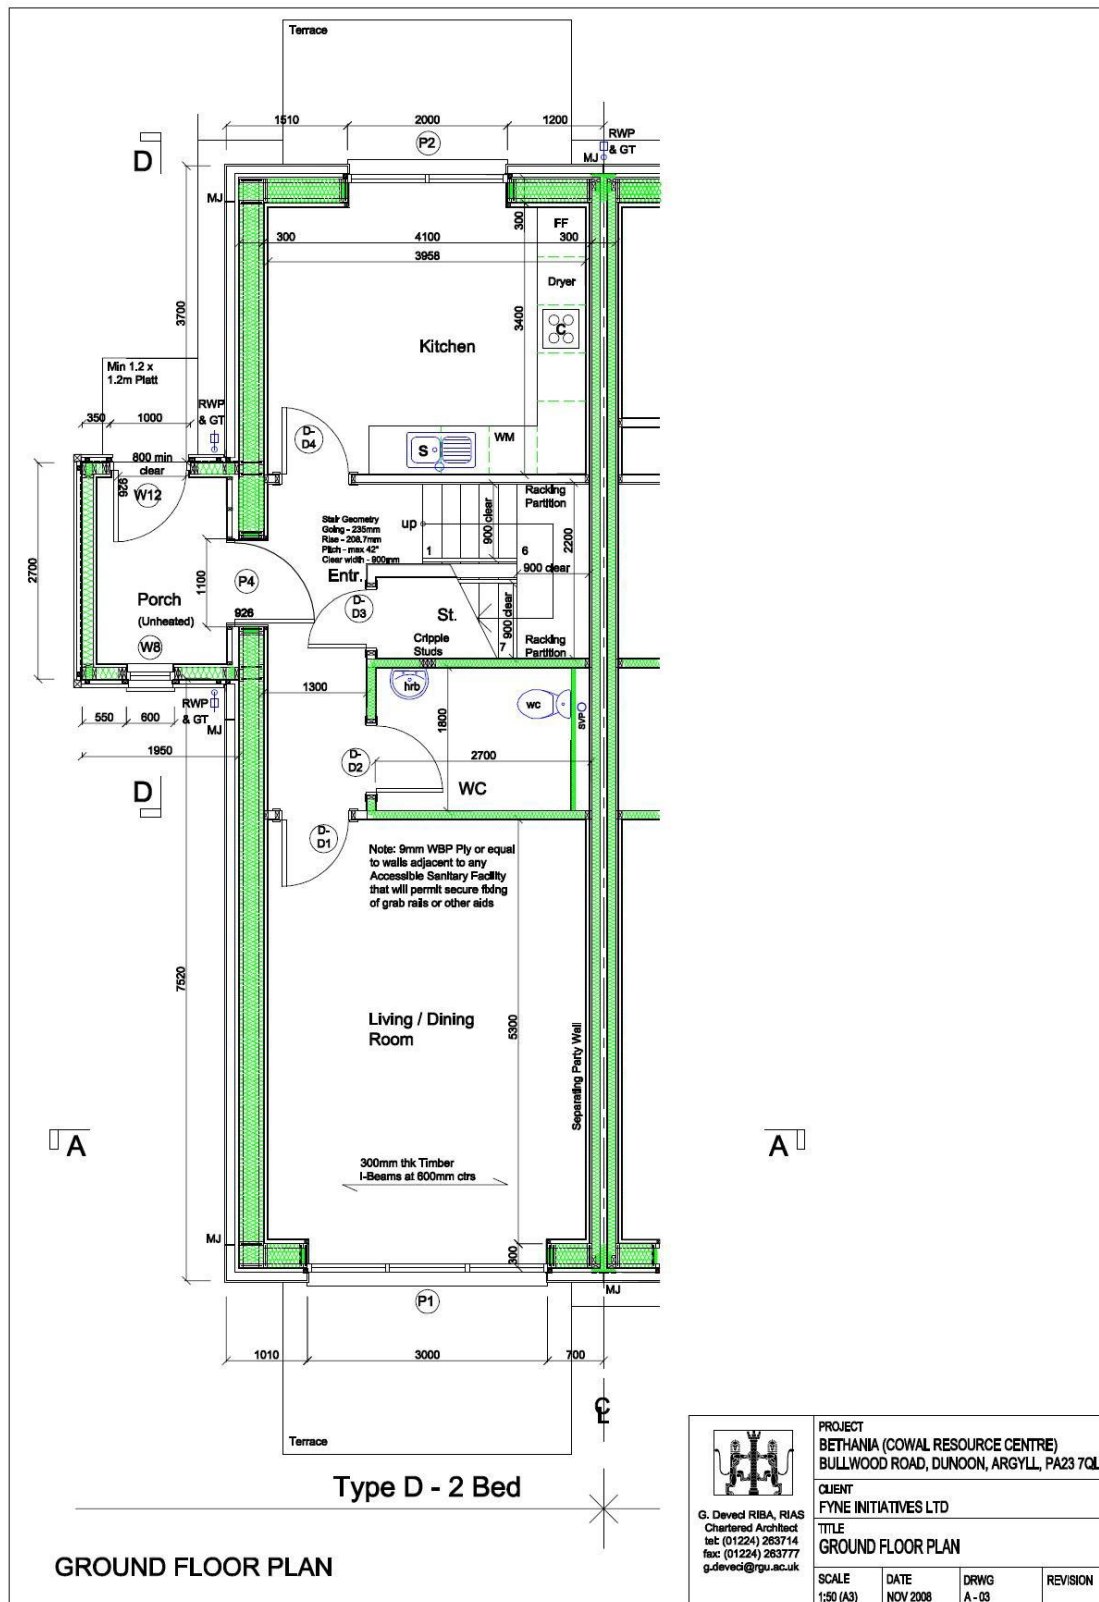 Terrace
1510
2000
1200
P2
RWP
& GT
MJ
D
MJ
300
4100
300
300
3958
FF
Dryer
C
3700
3400
Kitchen
Min 1.2 x
1.2m Platt
RWP
& GT
350
1000
D-
D4
S
WM
800 min
clear
926
W12
Stair Geometry
Going - 235mm
Rise - 208.7mm
Pitch - max 42°
Clear width - 900mm
up
1
900 clear
6
Racking
Partition
2200
900 clear
2700
1100
Entr.
P4
D-
D3
Porch
(Unheated)
926
St.
900 clear
Cripple
Studs
7
Racking
Partition
W8
1300
hrb
wc
SVP
RWP
& GT
MJ
550
600
1800
1950
D-
D2
2700
WC
D
D-
D1
Note: 9mm WBP Ply or equal
to walls adjacent to any
Accessible Sanitary Facility
that will permit secure fixing
of grab rails or other aids
7520
Living / Dining
Room
5300
Separating Party Wall
A
A
300mm thk Timber
I-Beams at 600mm ctrs
MJ
300
MJ
P1
1010
3000
700
CL
Terrace
Type D - 2 Bed
GROUND FLOOR PLAN
G. Deveci RIBA, RIAS
Chartered Architect
tel: (01224) 263714
fax: (01224) 263777
g.deveci@rgu.ac.uk
PROJECT
BETHANIA (COWAL RESOURCE CENTRE)
BULLWOOD ROAD, DUNOON, ARGYLL, PA23 7QL
CLIENT
FYNE INITIATIVES LTD
TITLE
GROUND FLOOR PLAN
SCALE
1:50 (A3)
DATE
NOV 2008
DRWG
A - 03
REVISION